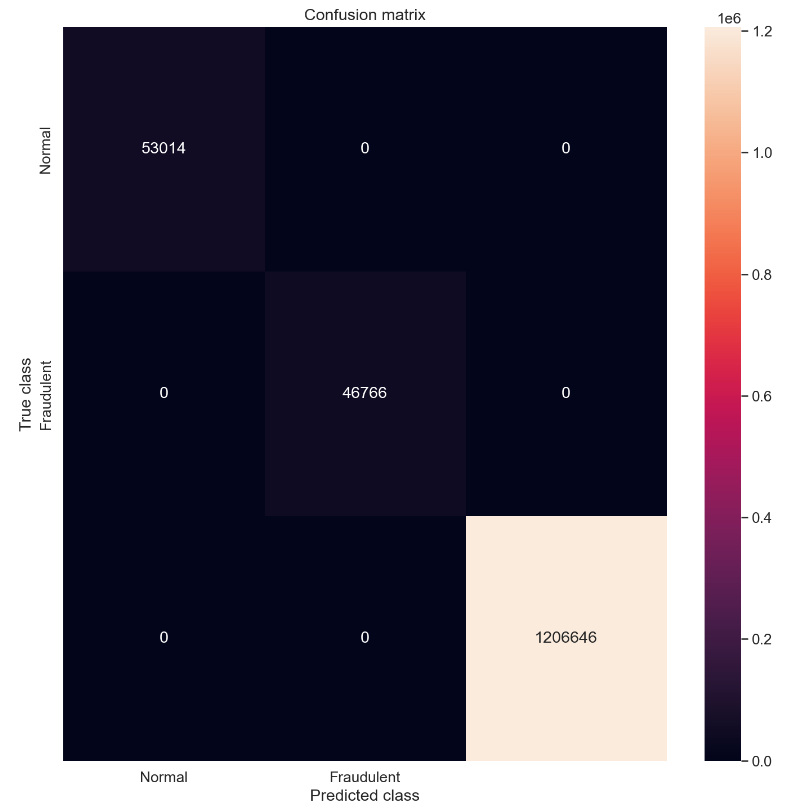 Confusion matrix
1e6
Normal
53014 0 0
True class
Fraudulent
0 46766 0
0 0 1206646
Normal Fraudulent
Predicted class
1.2
1.0
0.8
0.6
0.4
0.2
0.0